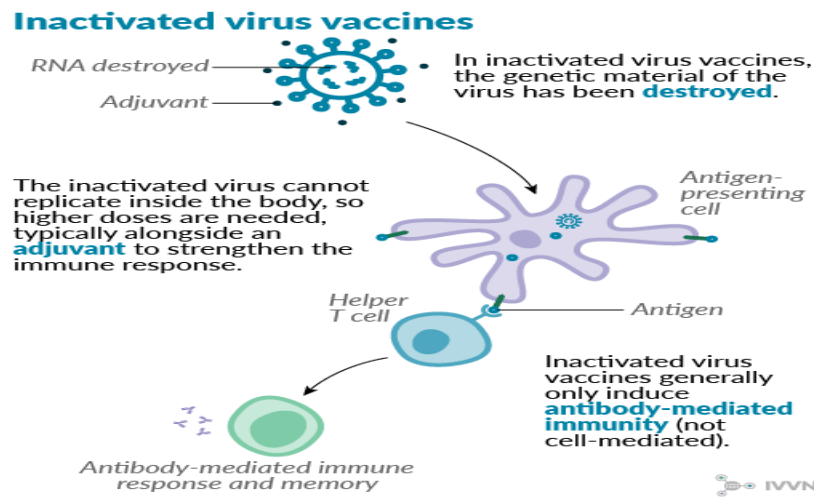 Inactivated virus vaccines
RNA destroyed
Adjuvant
In inactivated virus vaccines,
the genetic material of the
virus has been destroyed.
The inactivated virus cannot
replicate inside the body, so
higher doses are needed,
typically alongside an
adjuvant to strengthen the
immune response.
Antigen-
presenting
cell
Helper
T cell
Antigen
Inactivated virus
vaccines generally
only induce
antibody-mediated
immunity (not
cell-mediated).
Antibody-mediated immune
response and memory
IVVN